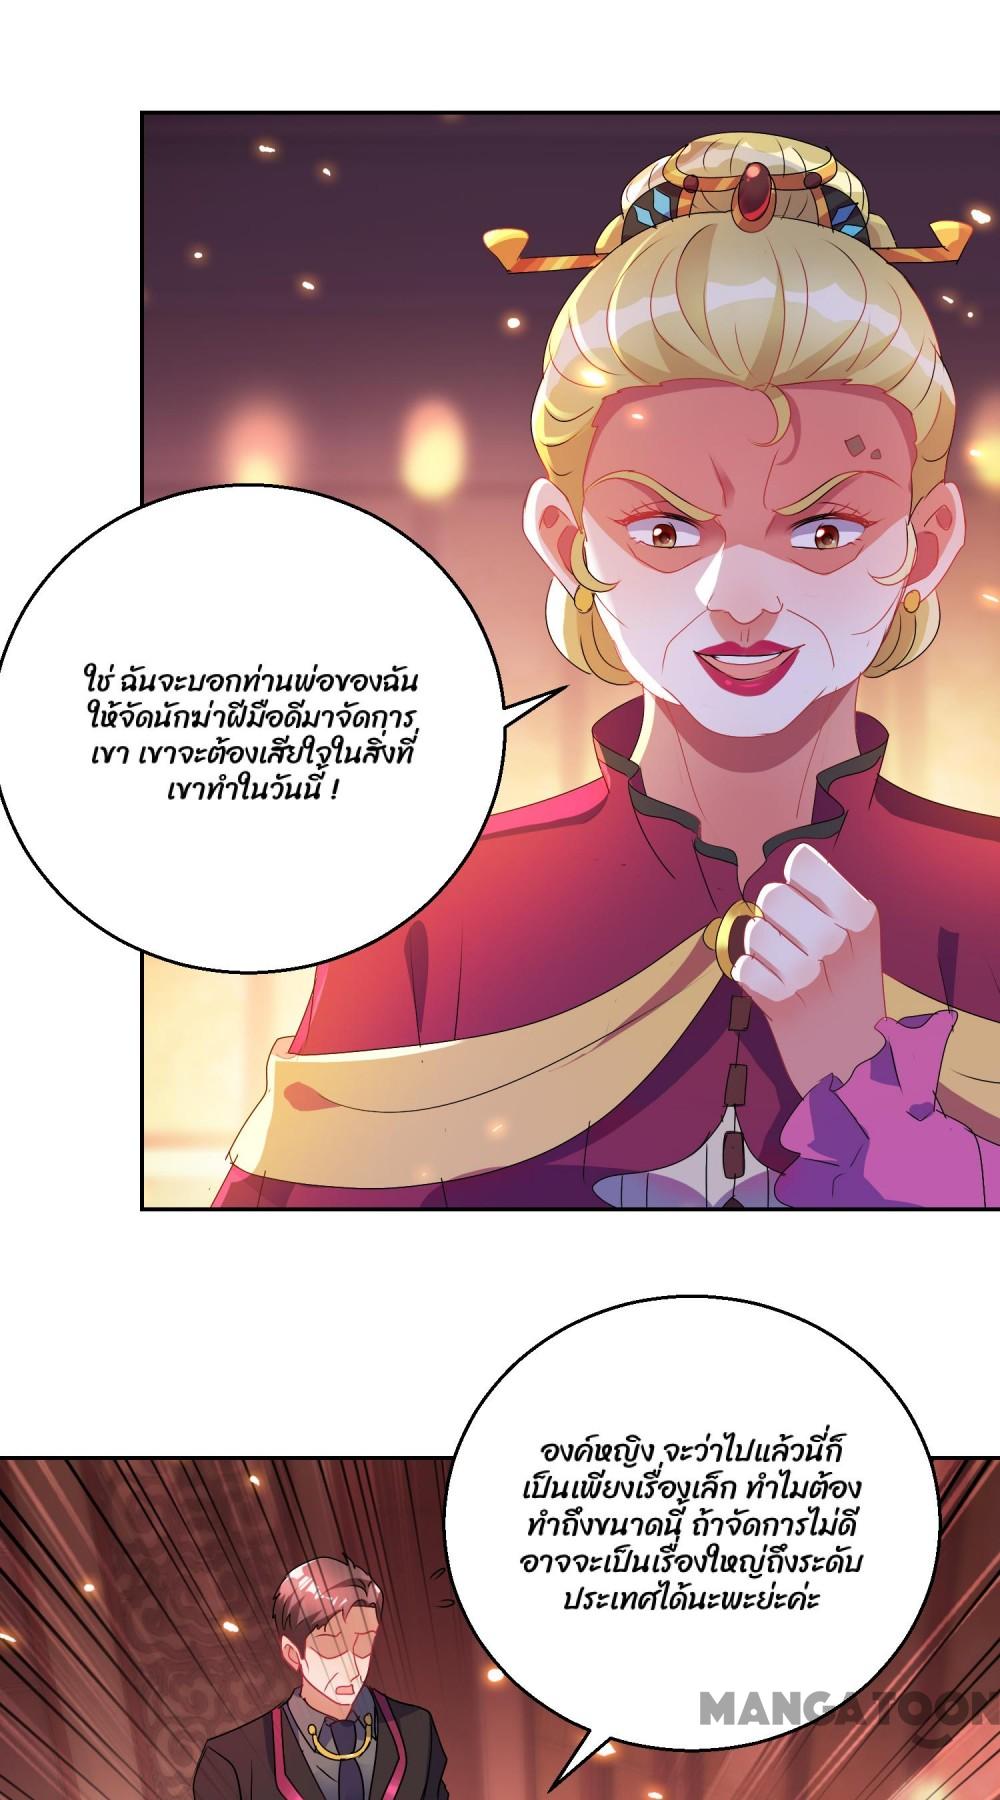 ใช่ ฉันจะบอกท่านพ่อของฉัน
ให้จัดนักฆ่าฝีมือดีมาจัดการ
เขา เขาจะต้องเสียใจในสิ่งที่
เขาทำในวันนี้ !
องค์หญิง จะว่าไปแล้วนี่ก็
เป็นเพียงเรื่องเล็ก ทำไมต้อง
ทำถึงขนาดนี้ ถ้าจัดการไม่ดี
อาจจะเป็นเรื่องใหญ่ถึงระดับ
ประเทศได้นะพะย่ะค่ะ
MANGATOON